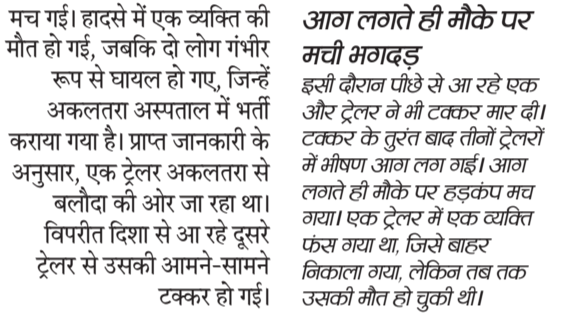 मच गई। हादसे में एक व्यक्ति की
मौत हो गई, जबकि दो लोग गंभीर
रूप से घायल हो गए, जिन्हें
अकलतरा अस्पताल में भर्ती
कराया गया है। प्राप्त जानकारी के
अनुसार, एक ट्रेलर अकलतरा से
बलौदा की ओर जा रहा था।
विपरीत दिशा से आ रहे दूसरे
ट्रेलर से उसकी आमने-सामने
टक्कर हो गई।
आग लगते ही मौके पर
मची भगदड़
इसी दौरान पीछे से आ रहे एक
और ट्रेलर ने भी टक्कर मार दी।
टक्कर के तुरंत बाद तीनों ट्रेलरों
में भीषण आग लग गई। आग
लगते ही मौके पर हड़कंप मच
गया। एक ट्रेलर में एक व्यक्ति
फंस गया था, जिसे बाहर
निकाला गया, लेकिन तब तक
उसकी मौत हो चुकी थी।